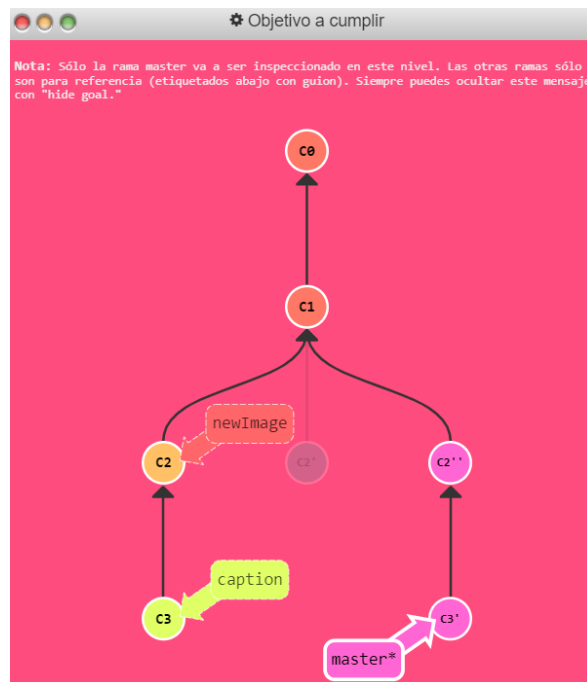 Objetivo a cumplir
Nota: Sólo la rama master va a ser inspeccionado en este nivel. Las otras ramas sólo
son para referencia (etiquetados abajo con guion). Siempre puedes ocultar este mensaje
con "hide goal."
C0
C1
newImage
C2
C2'
C2''
caption
C3
C3'
master*